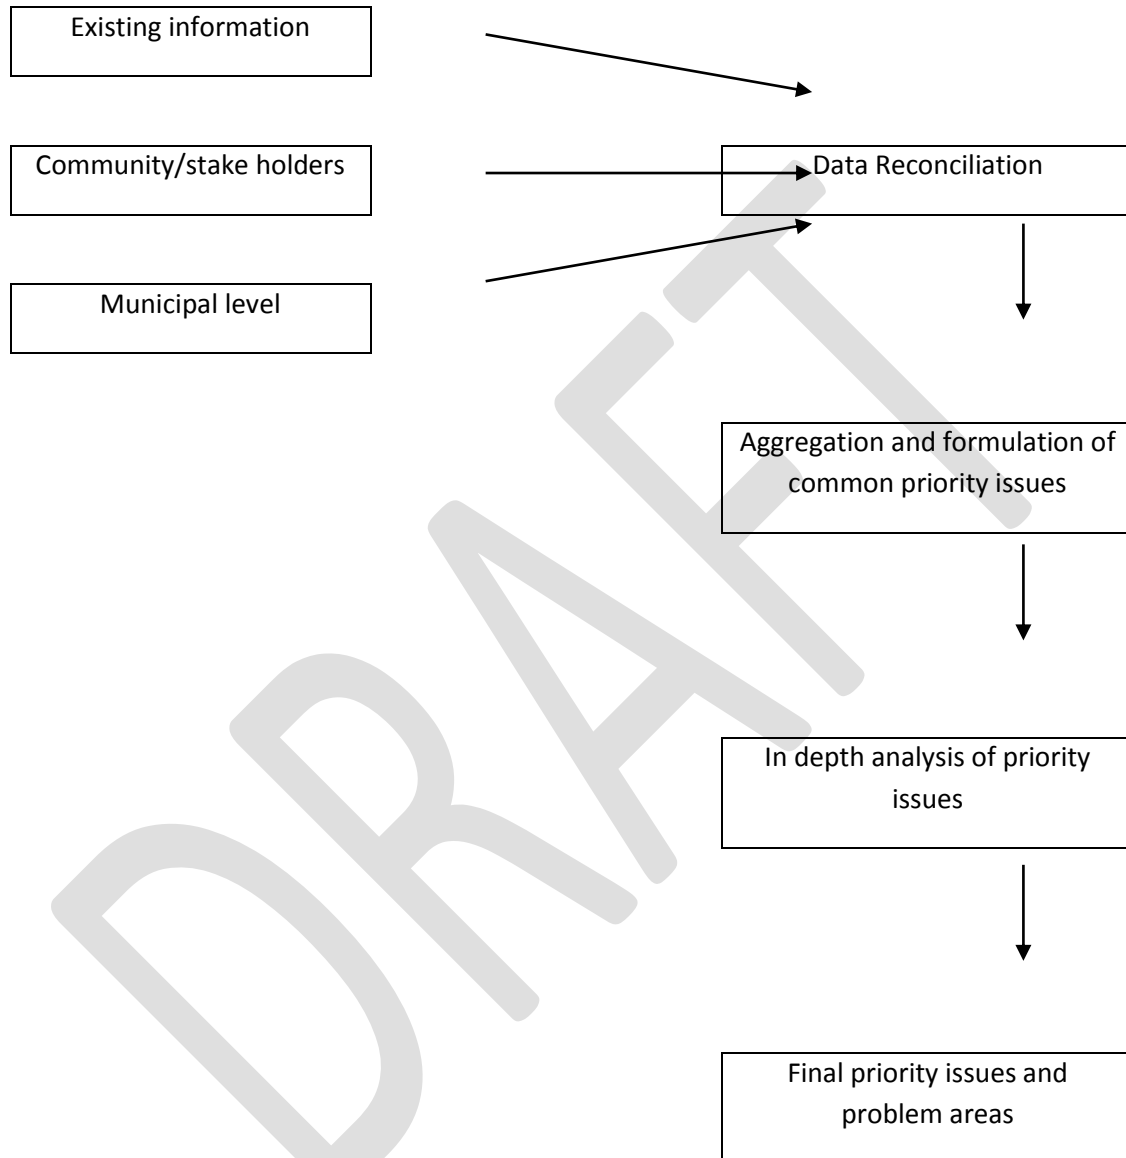 Existing information
Community/stake holders
Data Reconciliation
Municipal level
Aggregation and formulation of
common priority issues
In depth analysis of priority
issues
Final priority issues and
problem areas
DRAFT